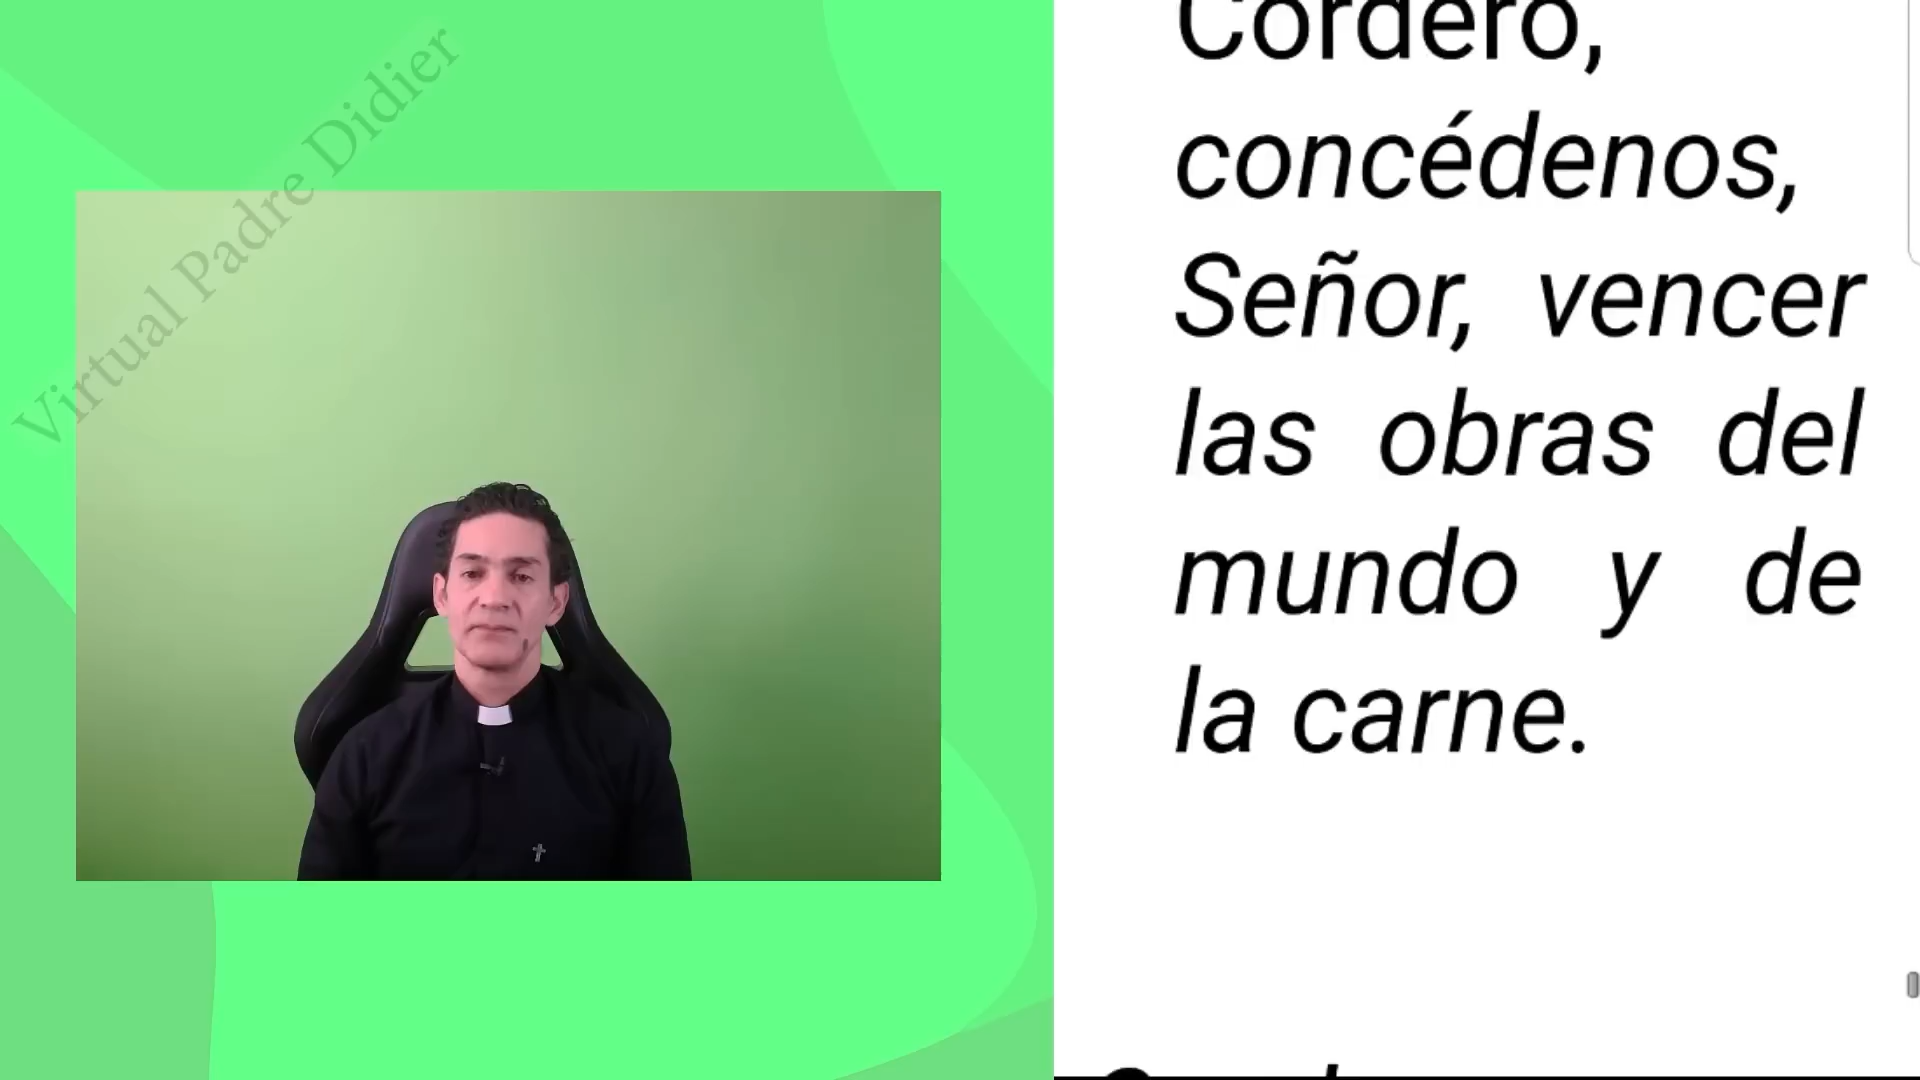 Virtual Padre Didier
Cordero,
concédenos,
Señor, vencer
las obras del
mundo y de
la carne.